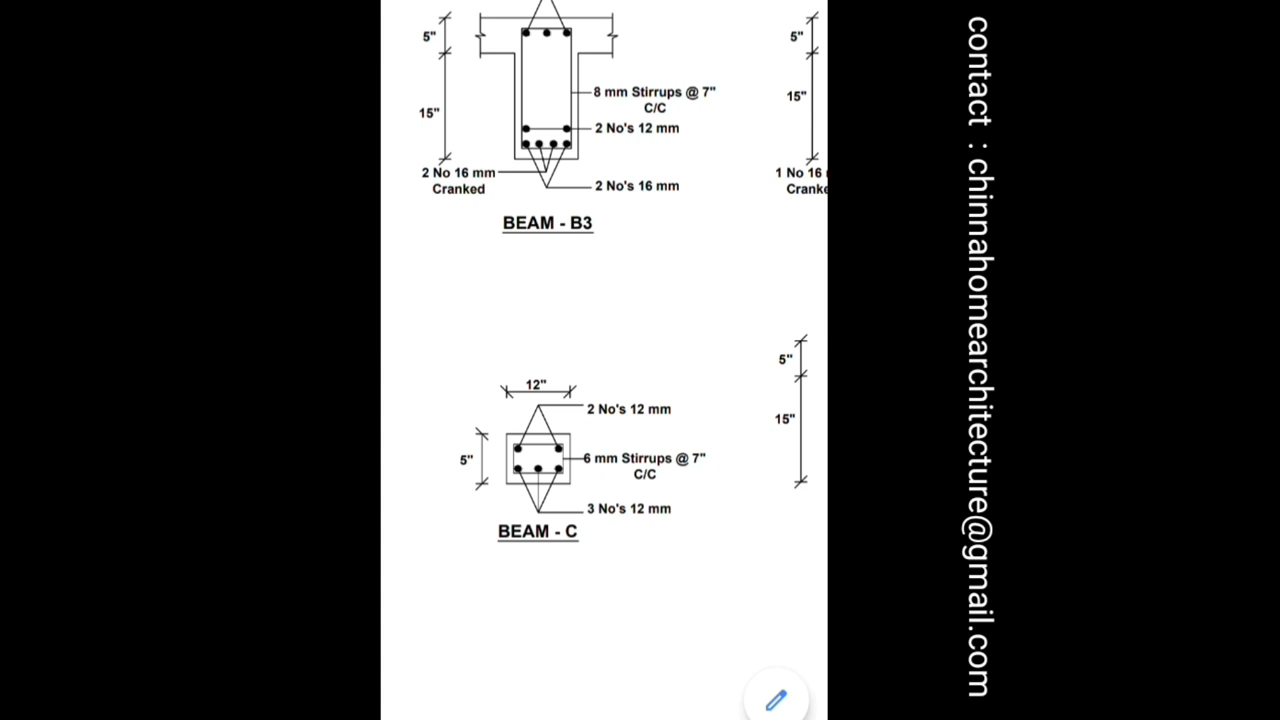 5"
15"
8 mm Stirrups @ 7"
C/C
2 No's 12 mm
2 No 16 mm
Cranked
2 No's 16 mm
BEAM - B3
5"
15"
1 No 16
Cranke
12"
2 No's 12 mm
5"
6 mm Stirrups @ 7"
C/C
3 No's 12 mm
BEAM - C
5"
15"
contact : chinnahomearchitecture@gmail.com